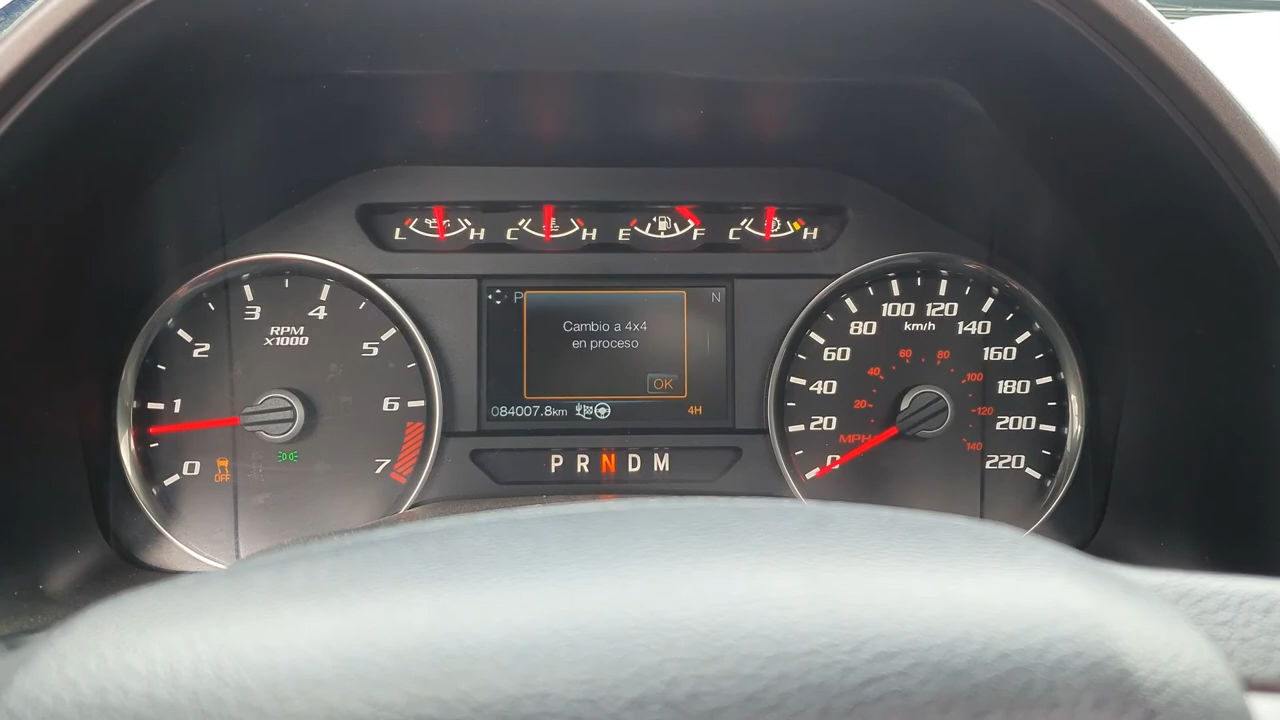 L H C H E F C H
0 1 2 3 4 5 6 7
RPM
X1000
OFF
P N
Cambio a 4x4
en proceso
OK
084007.8km
4H
P R N D M
0 20 40 60 80 100 120 140 160 180 200 220
km/h
20 40 60 80 100 120 140
MPH